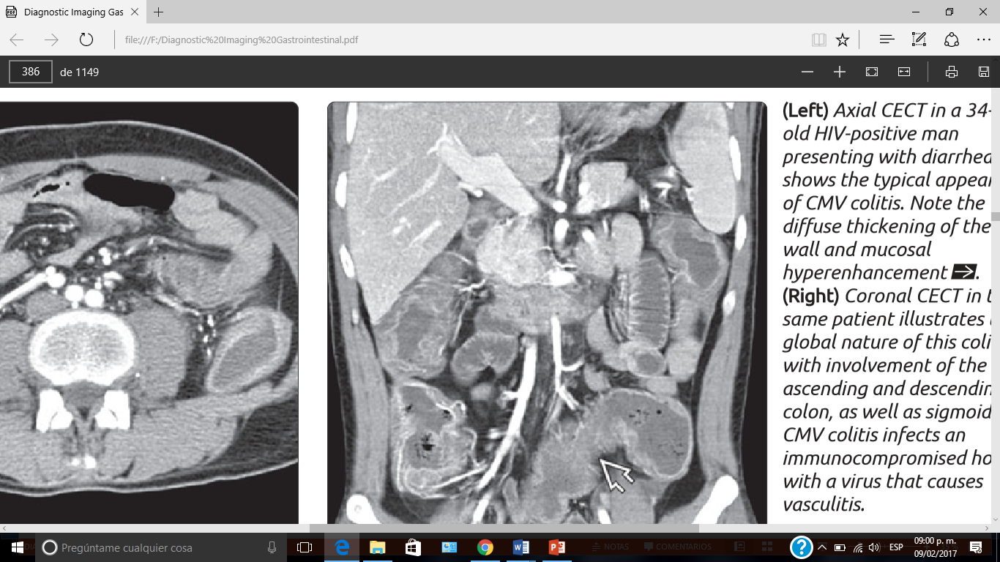 Diagnostic Imaging Gas
file:///F:/Diagnostic%20Imaging%20Gastrointestinal.pdf
386 de 1149
(Left) Axial CECT in a 34-
old HIV-positive man
presenting with diarrhea
shows the typical appear
of CMV colitis. Note the
diffuse thickening of the
wall and mucosal
hyperenhancement
(Right) Coronal CECT in t
same patient illustrates
global nature of this coli
with involvement of the
ascending and descendin
colon, as well as sigmoid
CMV colitis infects an
immunocompromised ho
with a virus that causes
vasculitis.
Pregúntame cualquier cosa
NOTAS
COMENTARIOS
ESP
09:00 p. m.
09/02/2017